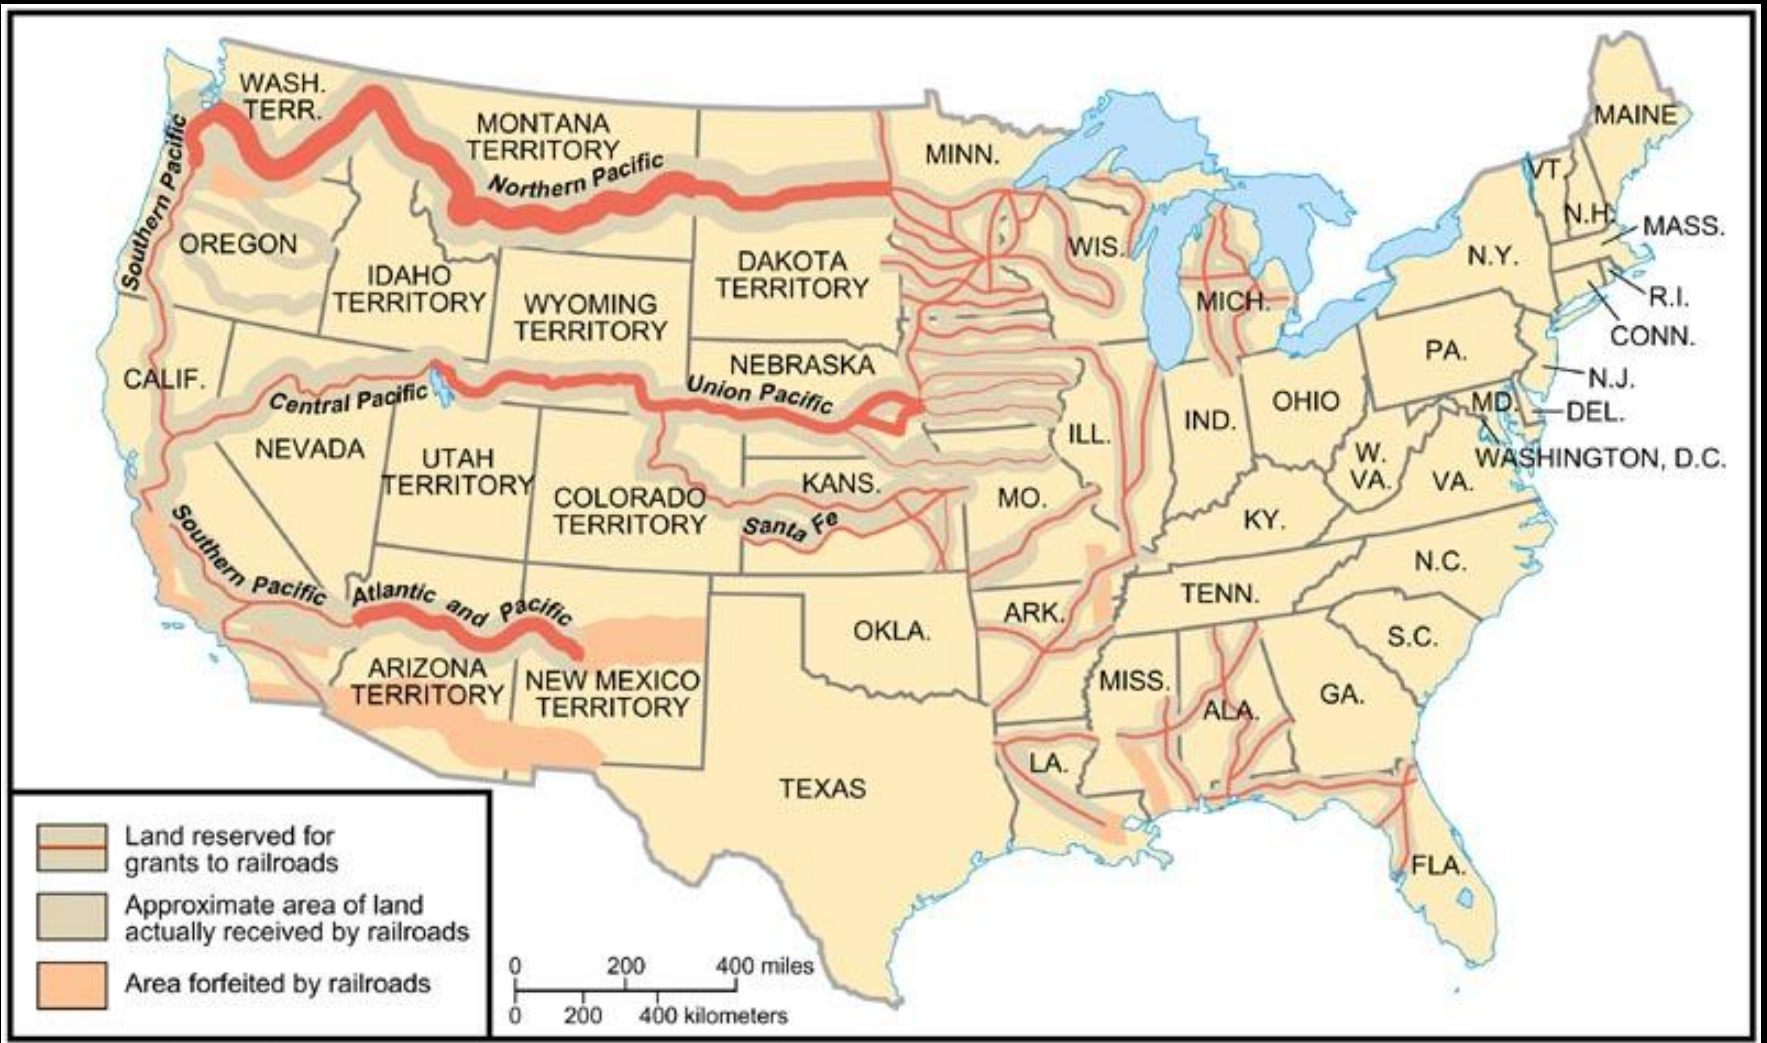 WASH.
TERR.
MONTANA
TERRITORY
Northern Pacific
MINN.
MAINE
VT.
N.H.
MASS.
N.Y.
R.I.
CONN.
Southern Pacific
OREGON
IDAHO
TERRITORY
WYOMING
TERRITORY
DAKOTA
TERRITORY
WIS.
MICH.
PA.
N.J.
NEBRASKA
CALIF.
Central Pacific
Union Pacific
OHIO
MD.
DEL.
IND.
ILL.
NEVADA
UTAH
TERRITORY
COLORADO
TERRITORY
KANS.
Santa Fe
MO.
W.
VA.
VA.
WASHINGTON, D.C.
KY.
Southern Pacific
Atlantic and Pacific
N.C.
TENN.
ARK.
OKLA.
S.C.
ARIZONA
TERRITORY
NEW MEXICO
TERRITORY
MISS.
ALA.
GA.
LA.
TEXAS
FLA.
Land reserved for
grants to railroads
Approximate area of land
actually received by railroads
Area forfeited by railroads
0 200 400 miles
0 200 400 kilometers